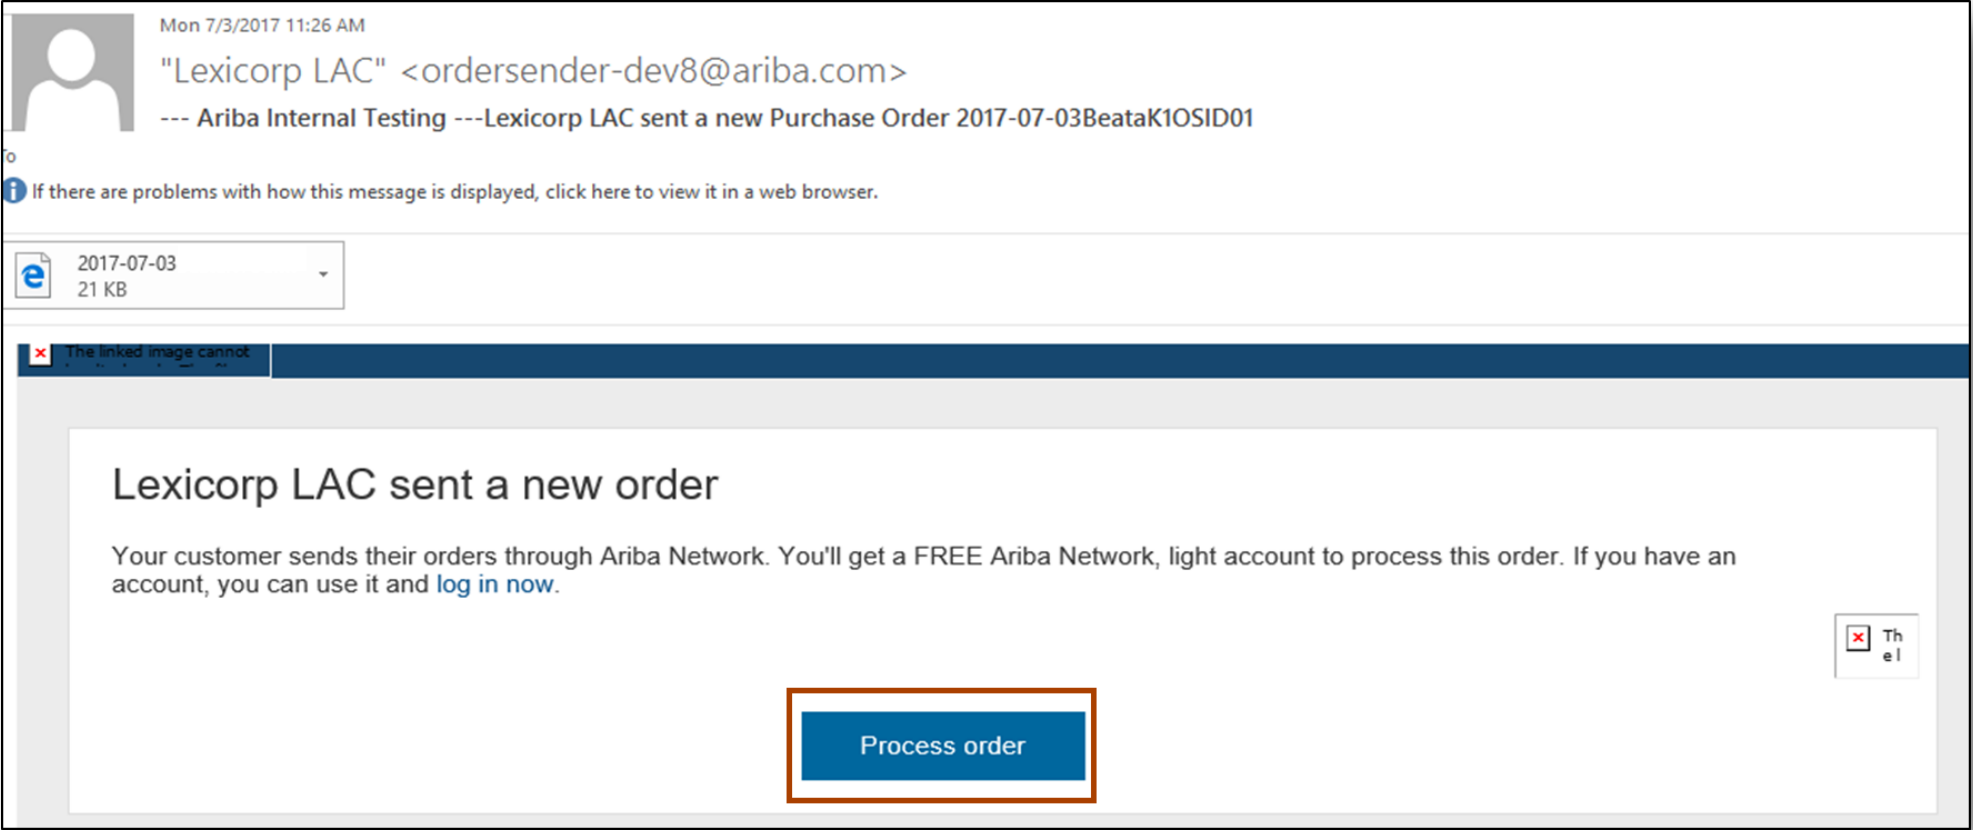 Mon 7/3/2017 11:26 AM
"Lexicorp LAC" <ordersender-dev8@ariba.com>
--- Ariba Internal Testing ---Lexicorp LAC sent a new Purchase Order 2017-07-03BeataK1OSID01
To
If there are problems with how this message is displayed, click here to view it in a web browser.
2017-07-03
21 KB
The linked image cannot
Lexicorp LAC sent a new order
Your customer sends their orders through Ariba Network. You'll get a FREE Ariba Network, light account to process this order. If you have an
account, you can use it and log in now.
Th
e l
Process order